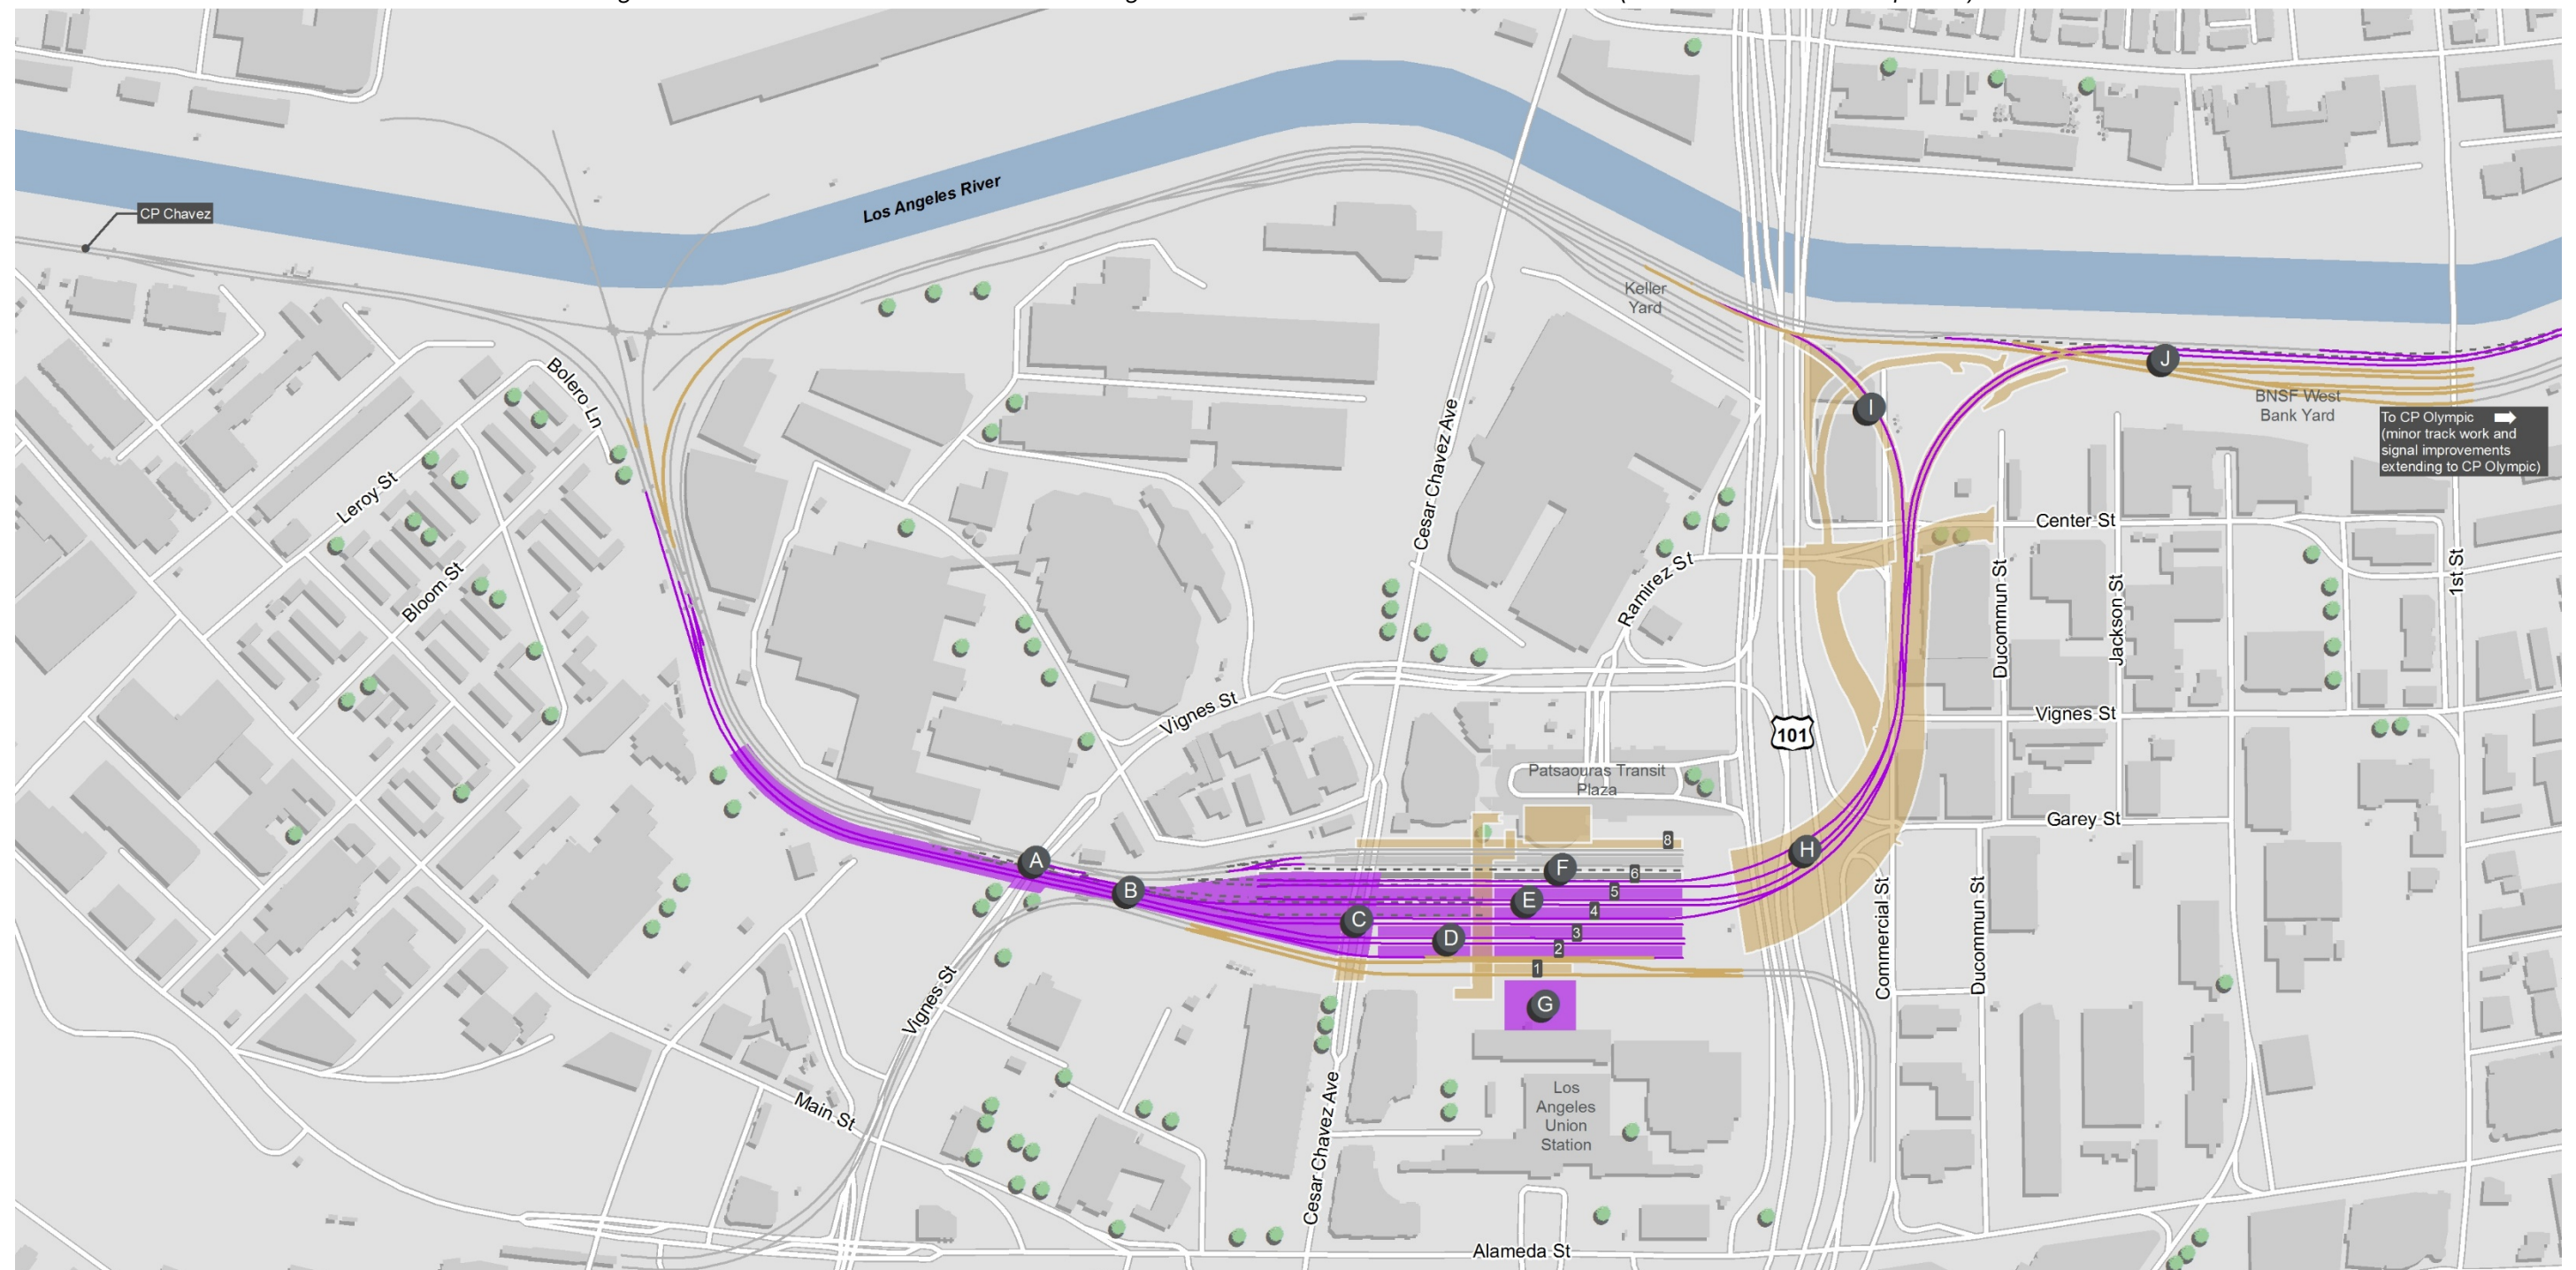 CP Chavez
Los Angeles River
Keller
Yard
Bolero Ln
Leroy St
Bloom St
Cesar Chavez Ave
Ramirez St
Vignes St
101
Patsaouras Transit
Plaza
I
J
BNSF West
Bank Yard
To CP Olympic
(minor track work and
signal improvements
extending to CP Olympic)
Center St
Ducommun St
Jackson St
1st St
Vignes St
Garey St
A
B
C
D
E
F
G
H
8
6
5
4
3
2
1
Commercial St
Ducommun St
Vignes St
Main St
Cesar Chavez Ave
Los
Angeles
Union
Station
Alameda St